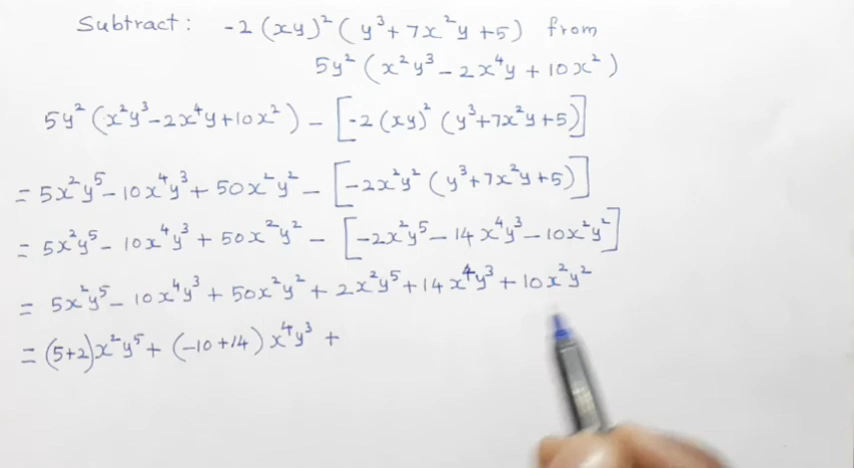 Subtract: -2(xy)²(y³+7x²y+5) from
5y²(x²y³-2x⁴y+10x²)
5y²(x²y³-2x⁴y+10x²)-[-2(xy)²(y³+7x²y+5)]
=5x²y⁵-10x⁴y³+50x²y²-[-2x²y²(y³+7x²y+5)]
=5x²y⁵-10x⁴y³+50x²y²-[-2x²y⁵-14x⁴y³-10x²y²]
=5x²y⁵-10x⁴y³+50x²y²+2x²y⁵+14x⁴y³+10x²y²
=(5+2)x²y⁵+(-10+14)x⁴y³+